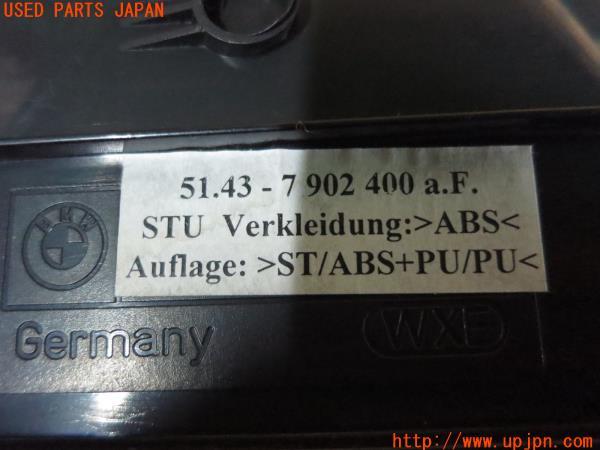 USED PARTS JAPAN
51.43 - 7 902 400 a.F.
STU Verkleidung:>ABS<
Auflage: >ST/ABS+PU/PU<
BMW
Germany
WXE
http://www.upjpn.com/